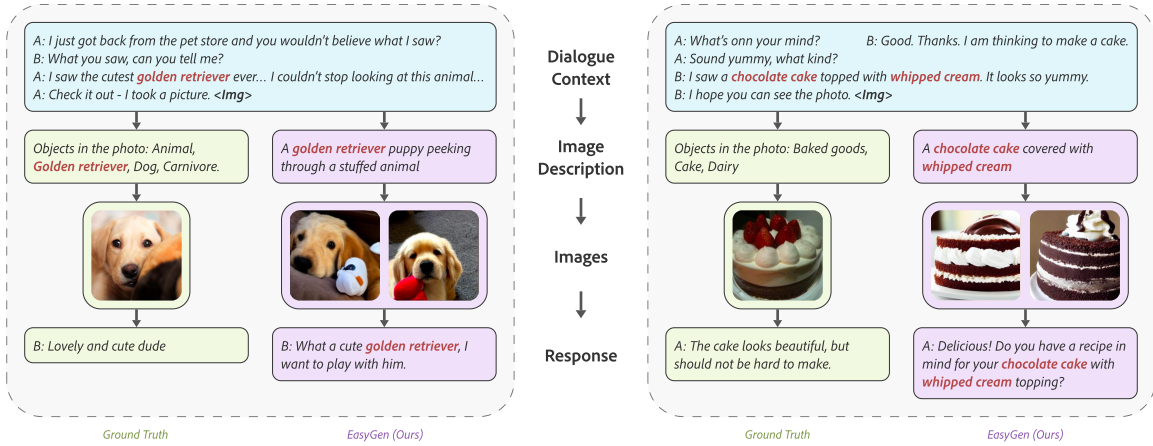 A: I just got back from the pet store and you wouldn't believe what I saw?
B: What you saw, can you tell me?
A: I saw the cutest golden retriever ever... I couldn't stop looking at this animal...
A: Check it out - I took a picture. <Img>
Objects in the photo: Animal,
Golden retriever, Dog, Carnivore.
A golden retriever puppy peeking
through a stuffed animal
B: Lovely and cute dude
B: What a cute golden retriever, I
want to play with him.
Ground Truth
EasyGen (Ours)
Dialogue
Context
Image
Description
Images
Response
A: What's onn your mind?
B: Good. Thanks. I am thinking to make a cake.
A: Sound yummy, what kind?
B: I saw a chocolate cake topped with whipped cream. It looks so yummy.
B: I hope you can see the photo. <Img>
Objects in the photo: Baked goods,
Cake, Dairy
A chocolate cake covered with
whipped cream
A: The cake looks beautiful, but
should not be hard to make.
A: Delicious! Do you have a recipe in
mind for your chocolate cake with
whipped cream topping?
Ground Truth
EasyGen (Ours)